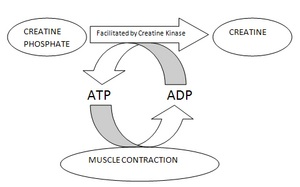 CREATINE
PHOSPHATE
Facilitated by Creatine Kinase
CREATINE
ATP
ADP
MUSCLE CONTRACTION